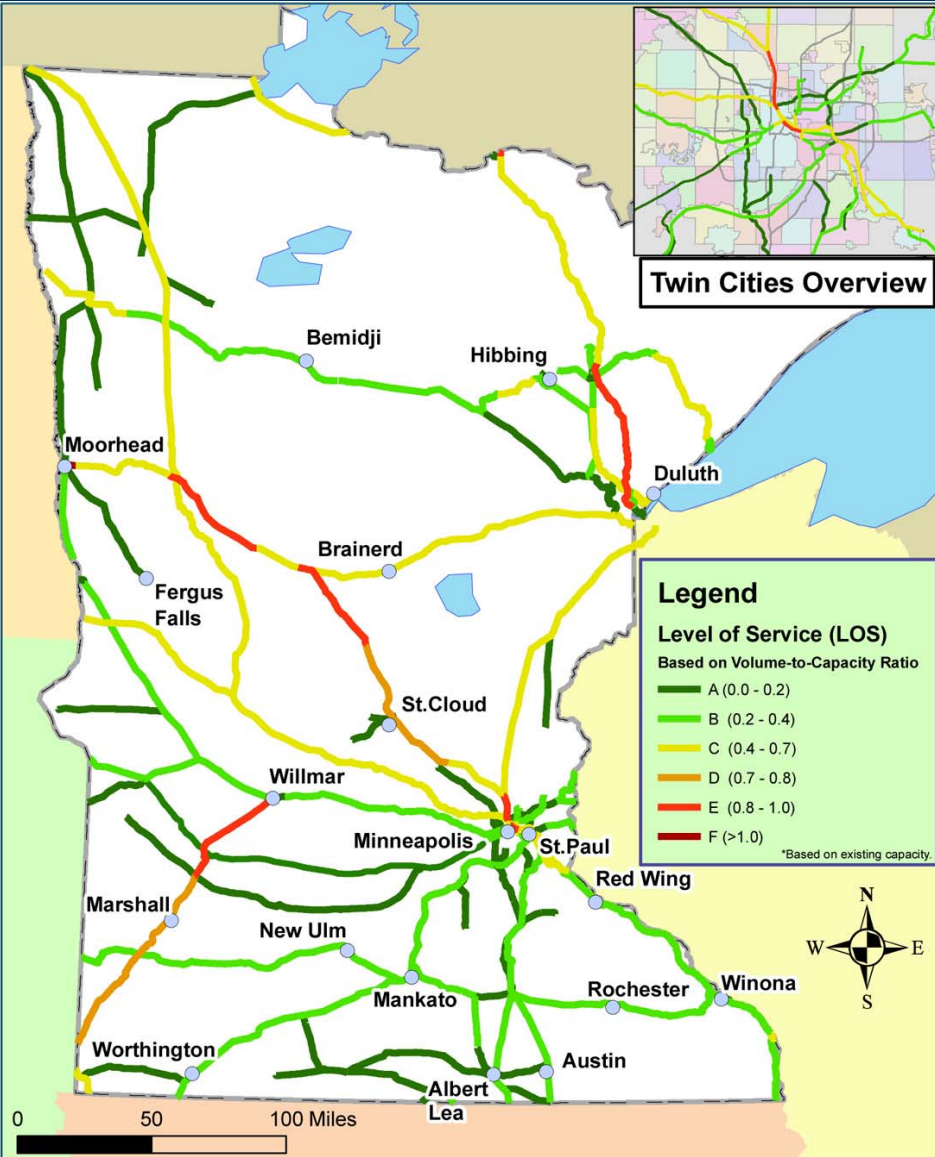 Twin Cities Overview
Bemidji
Hibbing
Moorhead
Duluth
Brainerd
Fergus
Falls
St.Cloud
Willmar
Minneapolis
St.Paul
Red Wing
Marshall
New Ulm
Mankato
Rochester
Winona
Worthington
Albert
Lea
Austin
Legend
Level of Service (LOS)
Based on Volume-to-Capacity Ratio
A (0.0 - 0.2)
B (0.2 - 0.4)
C (0.4 - 0.7)
D (0.7 - 0.8)
E (0.8 - 1.0)
F (>1.0)
*Based on existing capacity.
N
W E
S
0 50 100 Miles